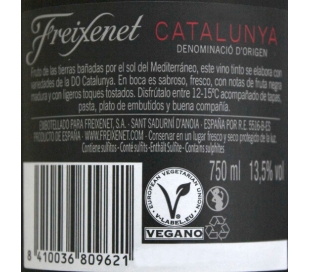 Freixenet CATALUNYA
DENOMINACIÓ D'ORIGEN
Fruto de las tierras bañadas por el sol del Mediterráneo, este vino tinto se elabora con
variedades de la DO Catalunya. En boca es sabroso, fresco, con notas de fruta negra
madura y con ligeros toques tostados. Disfrútalo entre 12-15ºC acompañado de tapas,
pasta, plato de embutidos y buena compañía.
EMBOTELLADO PARA FREIXENET, S.A. - SANT SADURNÍ D'ANOIA - ESPAÑA POR R.E. 5516-B-ES
WWW.FREIXENET.COM - Conservar en un lugar fresco y seco protegido de la luz.
Contiene sulfitos - Conté sulfits - Enthält Sulfite - Contains sulphites
750 ml 13,5% vol
EUROPEAN VEGETARIAN UNION
V-LABEL.EU
VEGANO
8 410036 809621